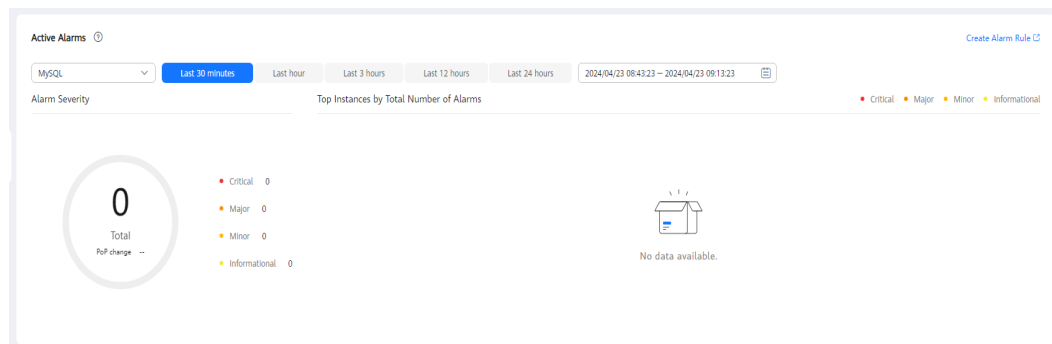 Active Alarms
Create Alarm Rule
MySQL Last 30 minutes Last hour Last 3 hours Last 12 hours Last 24 hours 2024/04/23 08:43:23 – 2024/04/23 09:13:23
Alarm Severity
Top Instances by Total Number of Alarms
Critical Major Minor Informational
0
Total
PoP change --
Critical 0
Major 0
Minor 0
Informational 0
No data available.